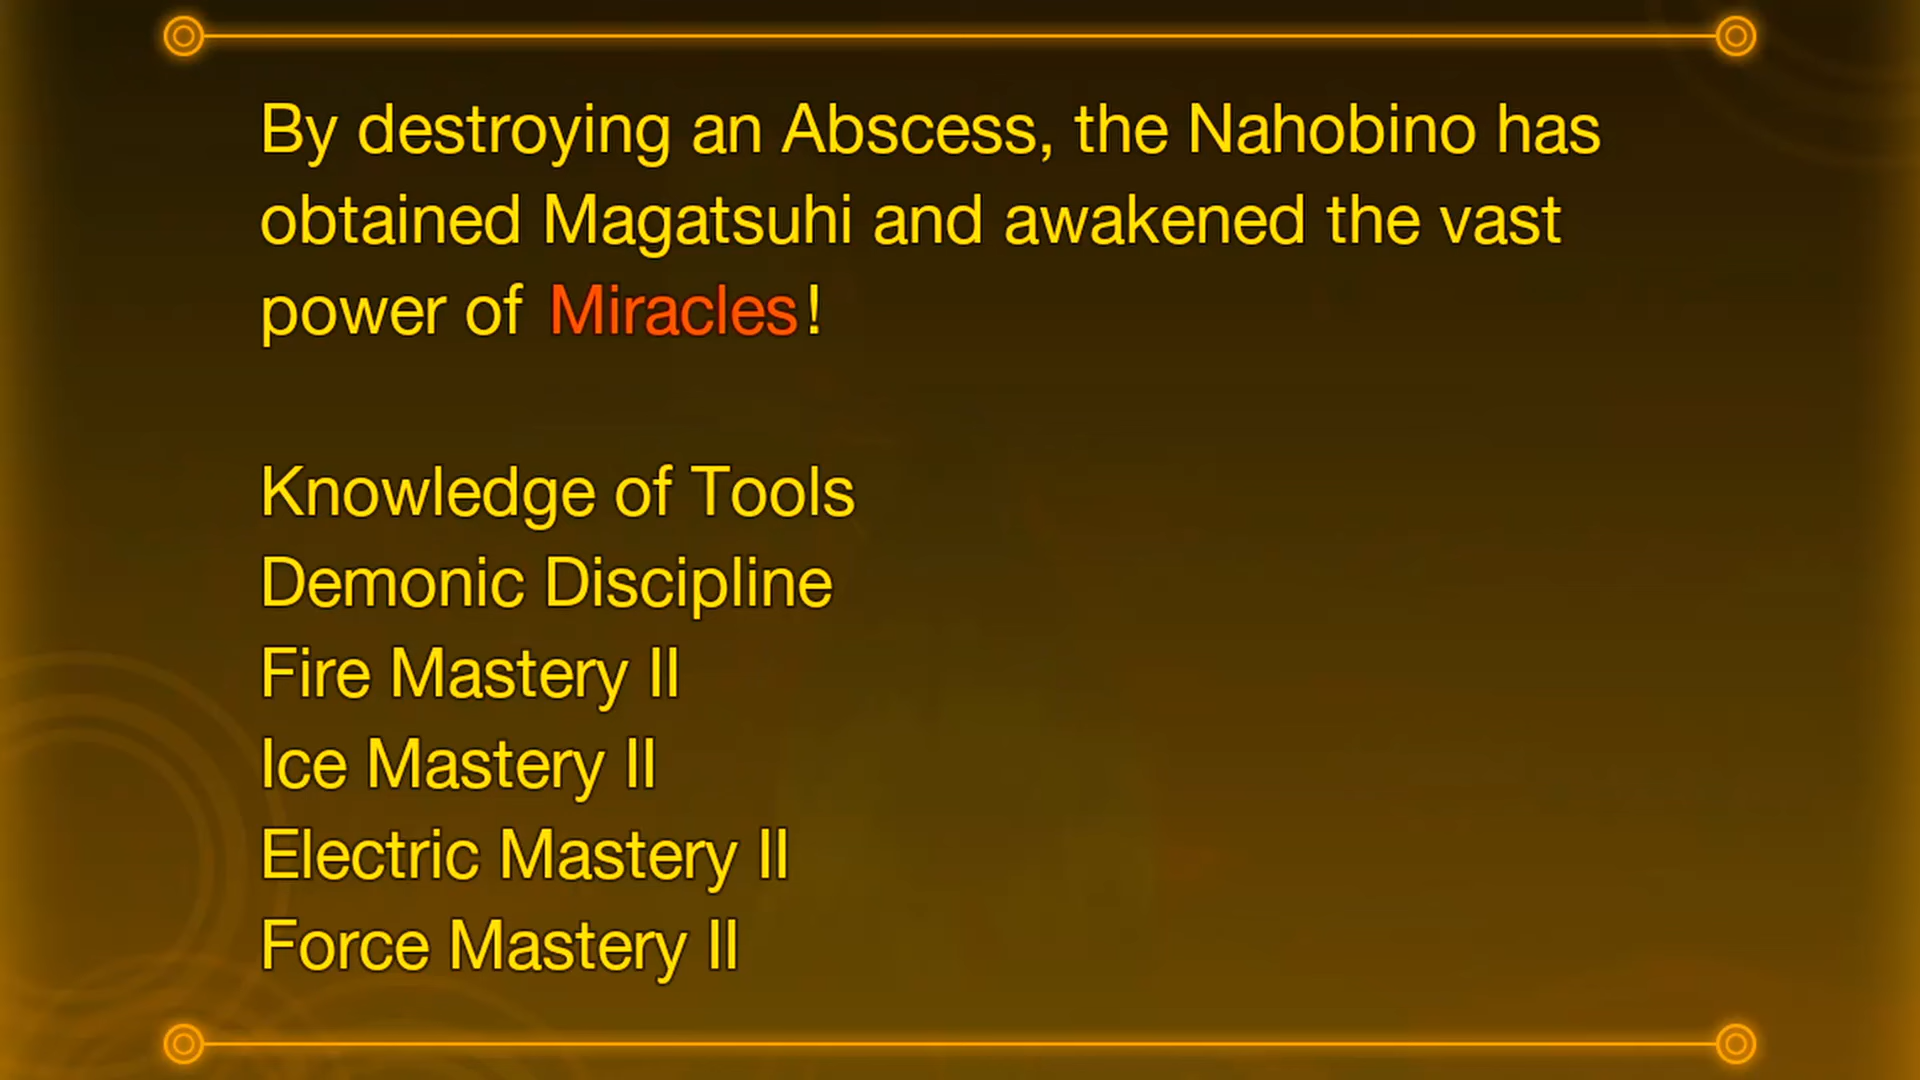 By destroying an Abscess, the Nahobino has
obtained Magatsuhi and awakened the vast
power of Miracles!
Knowledge of Tools
Demonic Discipline
Fire Mastery II
Ice Mastery II
Electric Mastery II
Force Mastery II